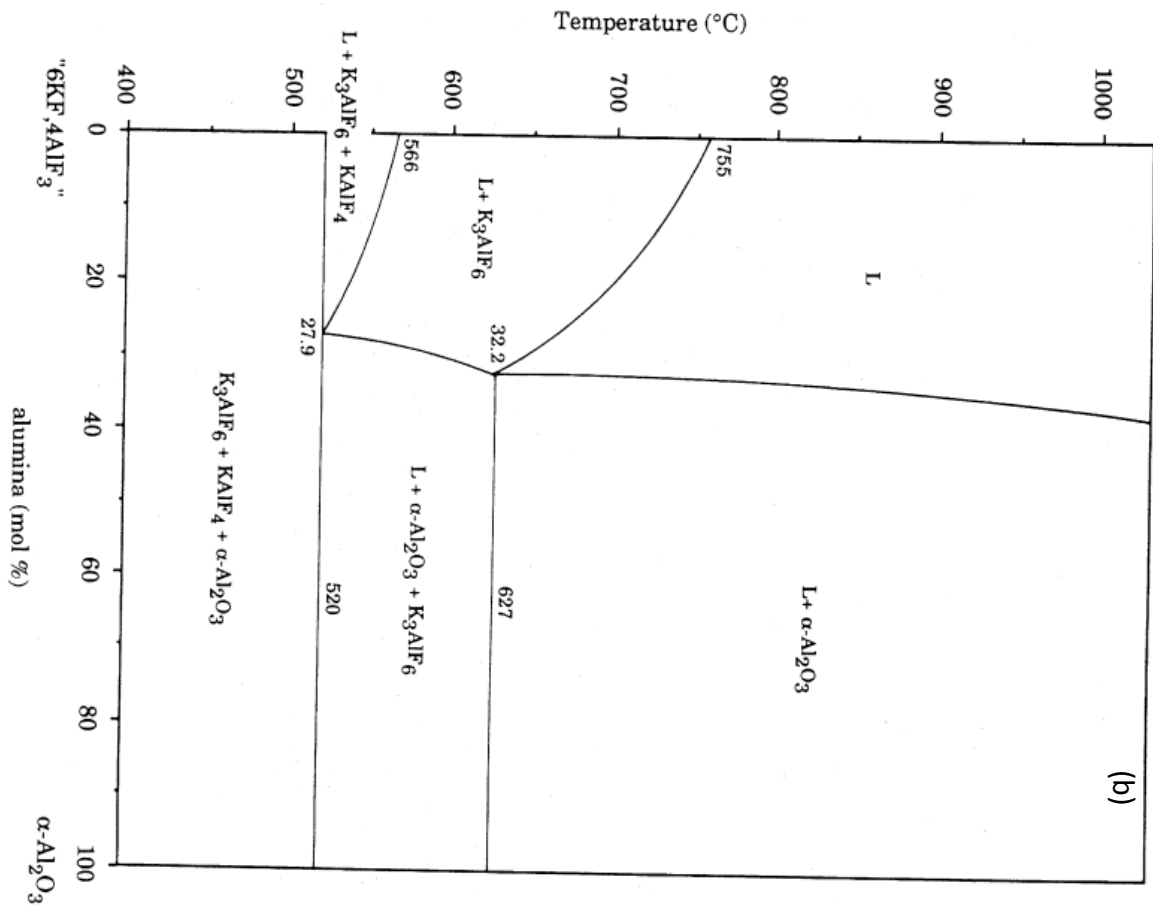 (b)
Temperature (°C)
1000
900
800
700
600
500
400
755
L
566
L+ K3AlF6
L + K3AlF6 + KAlF4
32.2
27.9
L+ α-Al2O3
627
L + α-Al2O3 + K3AlF6
520
K3AlF6 + KAlF4 + α-Al2O3
0
20
40
60
80
100
"6KF,4AlF3"
alumina (mol %)
α-Al2O3